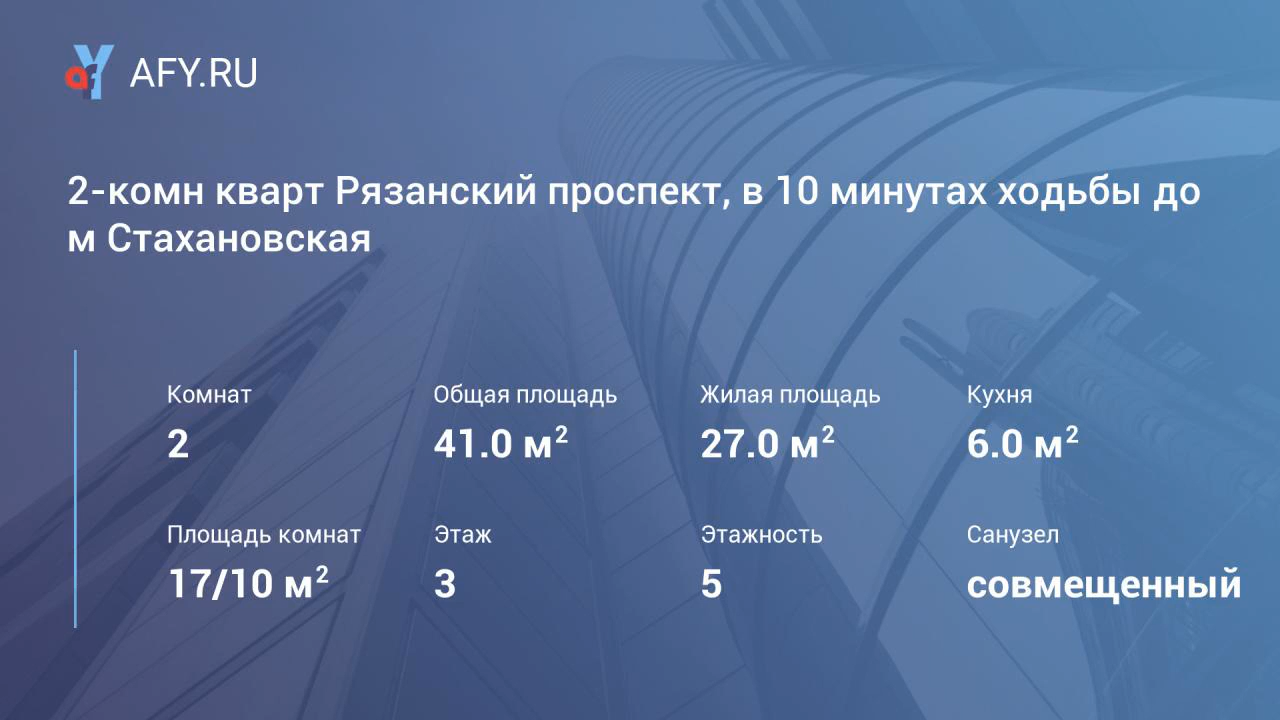 aFY AFY.RU
2-комн кварт Рязанский проспект, в 10 минутах ходьбы до
м Стахановская
Комнат Общая площадь Жилая площадь Кухня
2 41.0 м² 27.0 м² 6.0 м²
Площадь комнат Этаж Этажность Санузел
17/10 м² 3 5 совмещенный